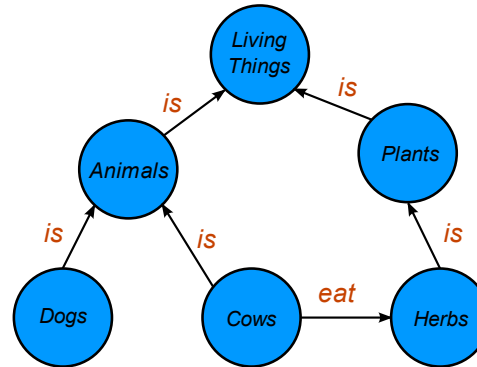 Living
Things
is
is
Animals
Plants
is
is
is
Dogs
Cows
eat
Herbs